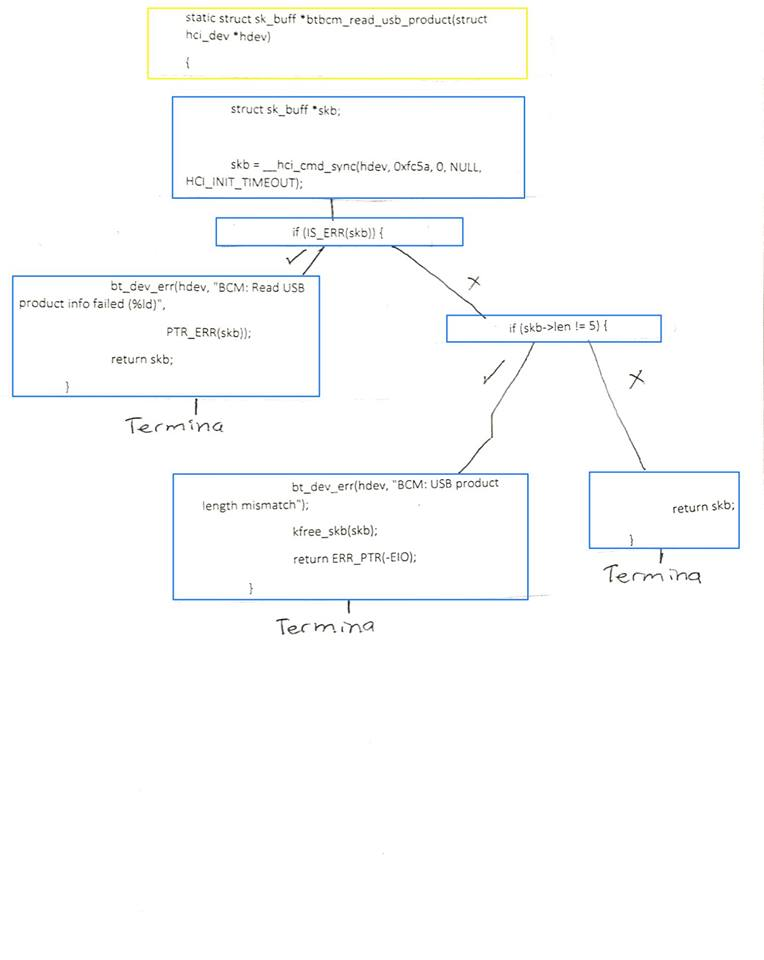 static struct sk_buff *btbcm_read_usb_product(struct
hci_dev *hdev)
{
struct sk_buff *skb;
skb = __hci_cmd_sync(hdev, 0xfc5a, 0, NULL,
HCI_INIT_TIMEOUT);
if (IS_ERR(skb)) {
✓
x
bt_dev_err(hdev, "BCM: Read USB
product info failed (%ld)",
PTR_ERR(skb));
return skb;
}
Termina
if (skb->len != 5) {
✓
x
bt_dev_err(hdev, "BCM: USB product
length mismatch");
kfree_skb(skb);
return ERR_PTR(-EIO);
}
Termina
return skb;
}
Termina